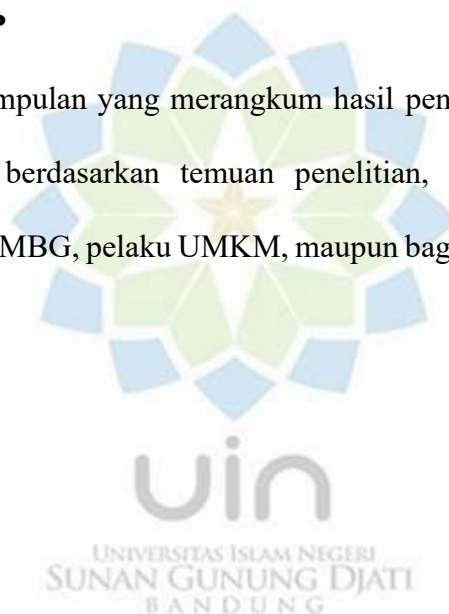 mpulan yang merangkum hasil pen
berdasarkan temuan penelitian,
MBG, pelaku UMKM, maupun bag
uin
UNIVERSITAS ISLAM NEGERI
SUNAN GUNUNG DJATI
BANDUNG